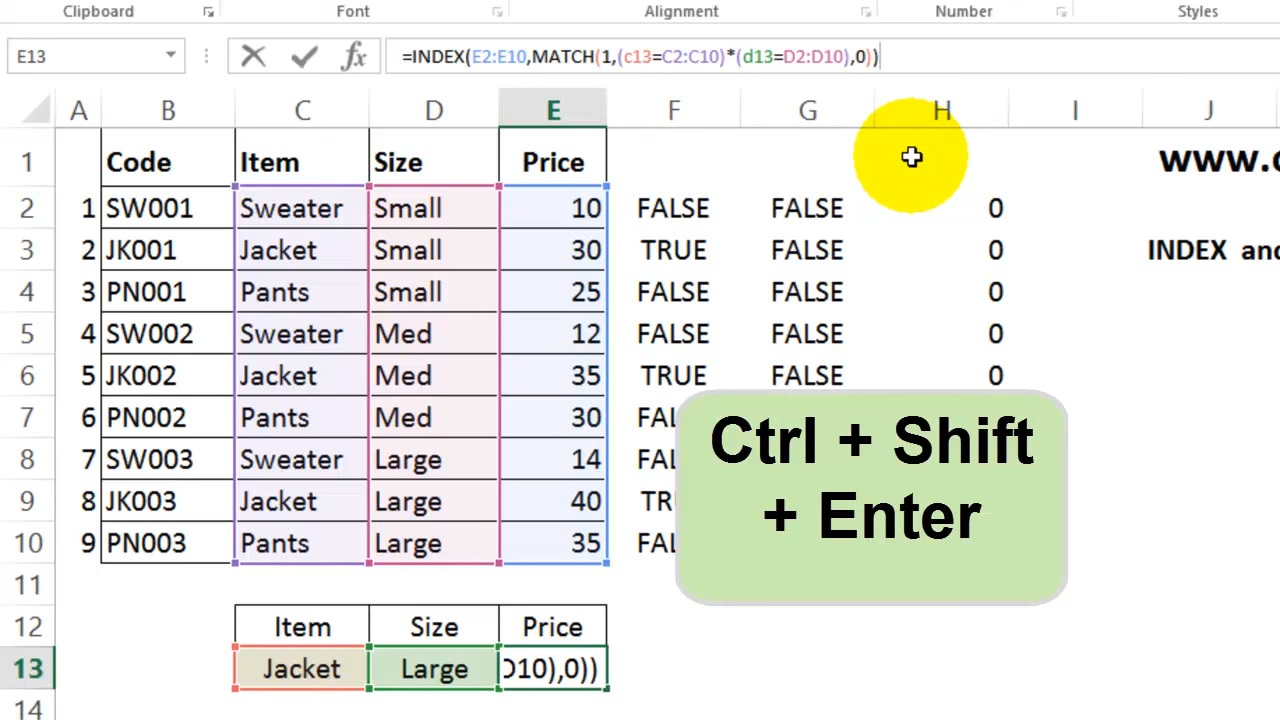 Clipboard Font Alignment Number Styles
E13 fx =INDEX(E2:E10,MATCH(1,(c13=C2:C10)*(d13=D2:D10),0))
A B C D E F G H I J
1 Code Item Size Price www.
2 1 SW001 Sweater Small 10 FALSE FALSE 0
3 2 JK001 Jacket Small 30 TRUE FALSE 0 INDEX and
4 3 PN001 Pants Small 25 FALSE FALSE 0
5 4 SW002 Sweater Med 12 FALSE FALSE 0
6 5 JK002 Jacket Med 35 TRUE FALSE 0
7 6 PN002 Pants Med 30 FAL
8 7 SW003 Sweater Large 14 FAL
9 8 JK003 Jacket Large 40 TR
10 9 PN003 Pants Large 35 FAL
Ctrl + Shift
+ Enter
11
12 Item Size Price
13 Jacket Large D10),0))
14